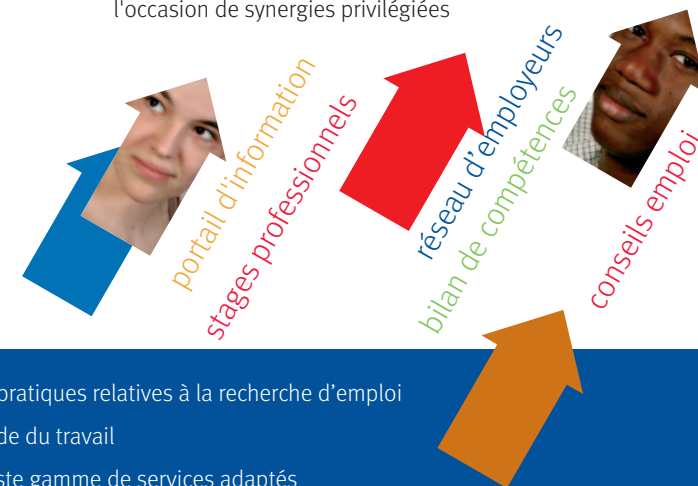 l'occasion de synergies privilégiées
portail d'information
stages professionnels
réseau d'employeurs
bilan de compétences
conseils emploi
pratiques relatives à la recherche d'emploi
de du travail
ste gamme de services adaptés